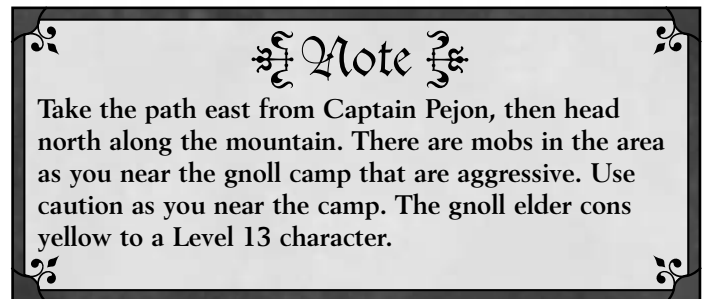 Note
Take the path east from Captain Pejon, then head
north along the mountain. There are mobs in the area
as you near the gnoll camp that are aggressive. Use
caution as you near the camp. The gnoll elder cons
yellow to a Level 13 character.